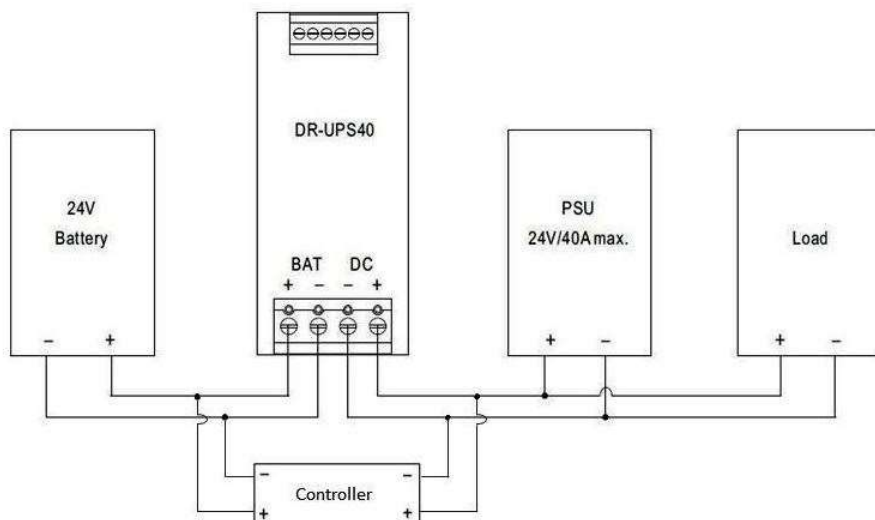 DR-UPS40
24V
Battery
PSU
24V/40A max.
Load
BAT DC
+ − − +
− +
+ −
+ −
− −
Controller
+ +